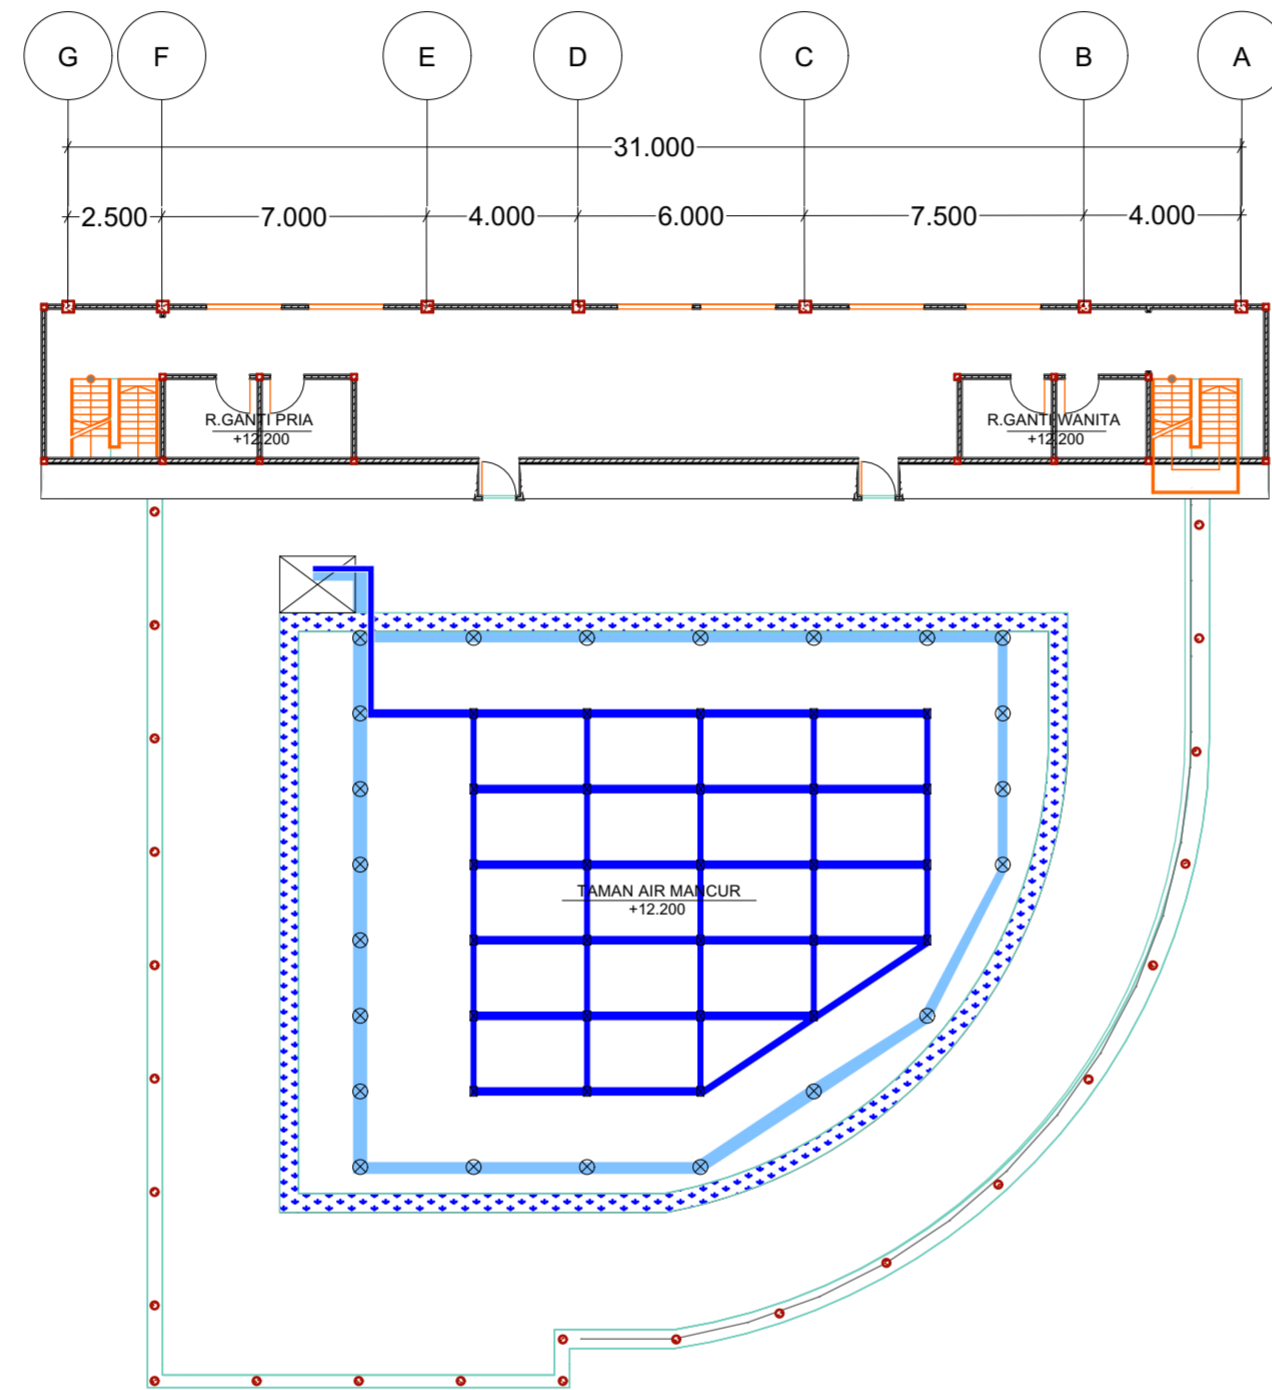 G F E D C B A
31.000
2.500 7.000 4.000 6.000 7.500 4.000
R.GANTI PRIA
+12.200
R.GANTI WANITA
+12.200
TAMAN AIR MANCUR
+12.200